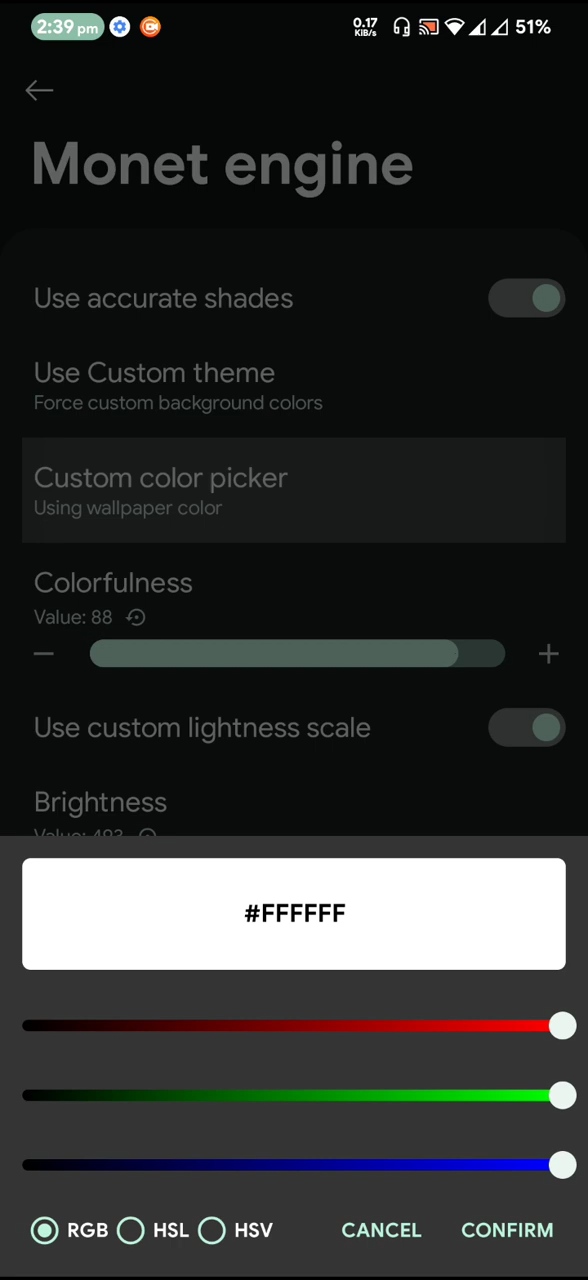 2:39 pm
0.17
KiB/s
51%
Monet engine
Use accurate shades
Use Custom theme
Force custom background colors
Custom color picker
Using wallpaper color
Colorfulness
Value: 88
Use custom lightness scale
Brightness
Value: 493
#FFFFFF
RGB HSL HSV CANCEL CONFIRM